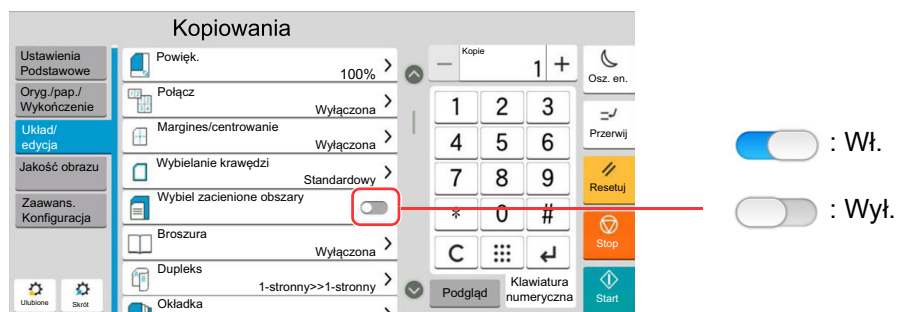 Kopiowania
Ustawienia
Podstawowe
Oryg./pap./
Wykończenie
Układ/
edycja
Jakość obrazu
Zaawans.
Konfiguracja
Ulubione
Skrót
Powięk.
100%
Połącz
Wyłączona
Margines/centrowanie
Wyłączona
Wybielanie krawędzi
Standardowy
Wybiel zacienione obszary
Broszura
Wyłączona
Dupleks
1-stronny>>1-stronny
Okładka
Kopie
− 1 +
1 2 3
4 5 6
7 8 9
* 0 #
C
Podgląd
Klawiatura
numeryczna
Osz. en.
Przerwij
Resetuj
Stop
Start
: Wł.
: Wył.